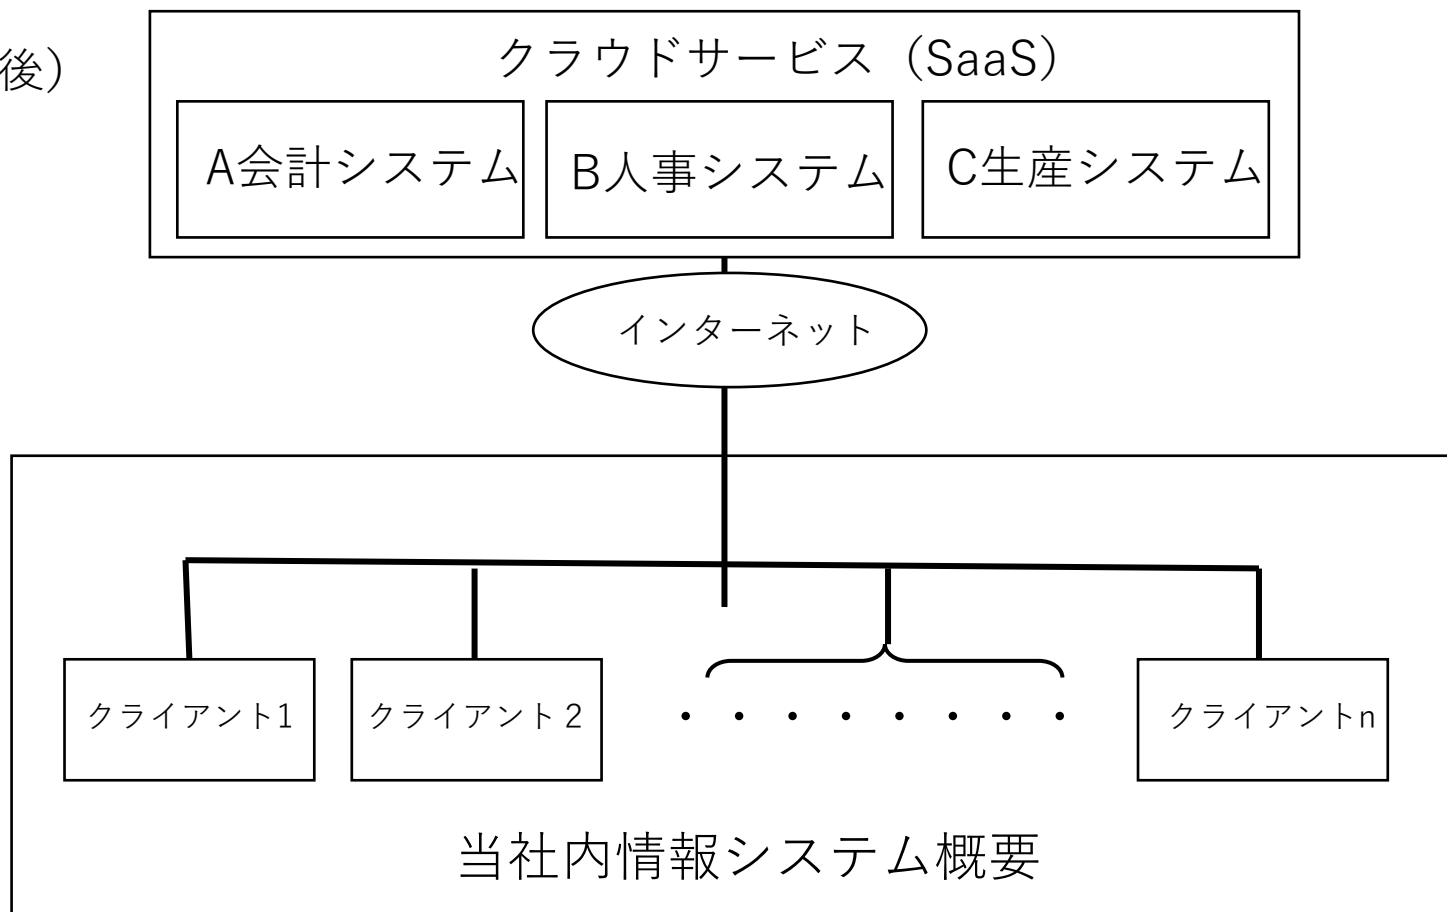 後）
クラウドサービス（SaaS）
A会計システム
B人事システム
C生産システム
インターネット
クライアント1
クライアント２
・・・・・・・・
クライアントn
当社内情報システム概要